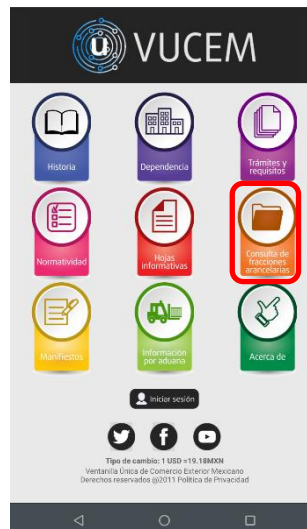 VUCEM
Historia
Dependencia
Trámites y
requisitos
Normatividad
Hojas
informativas
Consulta de
fracciones
arancelarias
Manifiestos
Información
por aduana
Acerca de
Iniciar sesión
Tipo de cambio: 1 USD =19.18MXN
Ventanilla Única de Comercio Exterior Mexicano
Derechos reservados @2011 Política de Privacidad